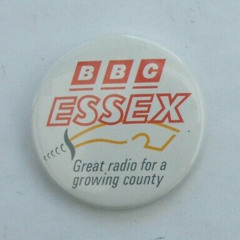 BBC
ESSEX
Great radio for a
growing county